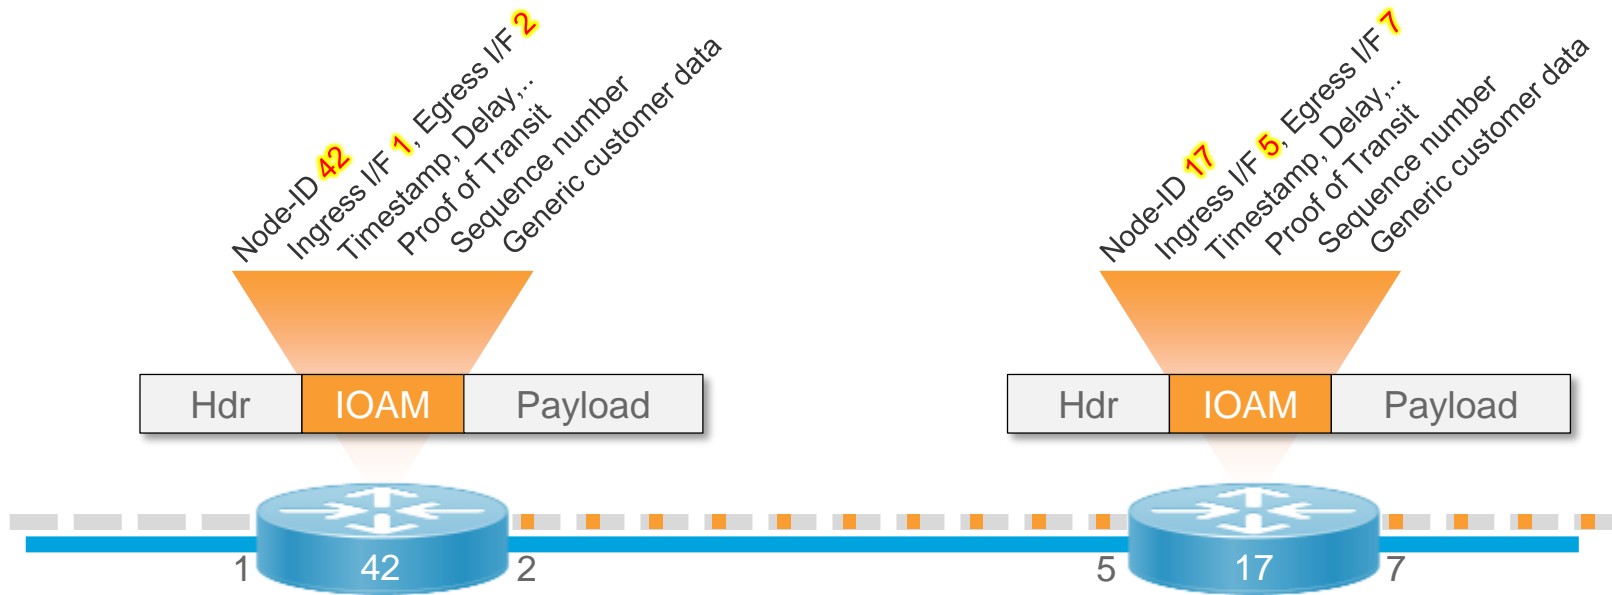 Node-ID 42
Ingress I/F 1, Egress I/F 2
Timestamp, Delay,..
Proof of Transit
Sequence number
Generic customer data
Hdr
IOAM
Payload
1
42
2
Node-ID 17
Ingress I/F 5, Egress I/F 7
Timestamp, Delay,..
Proof of Transit
Sequence number
Generic customer data
Hdr
IOAM
Payload
5
17
7